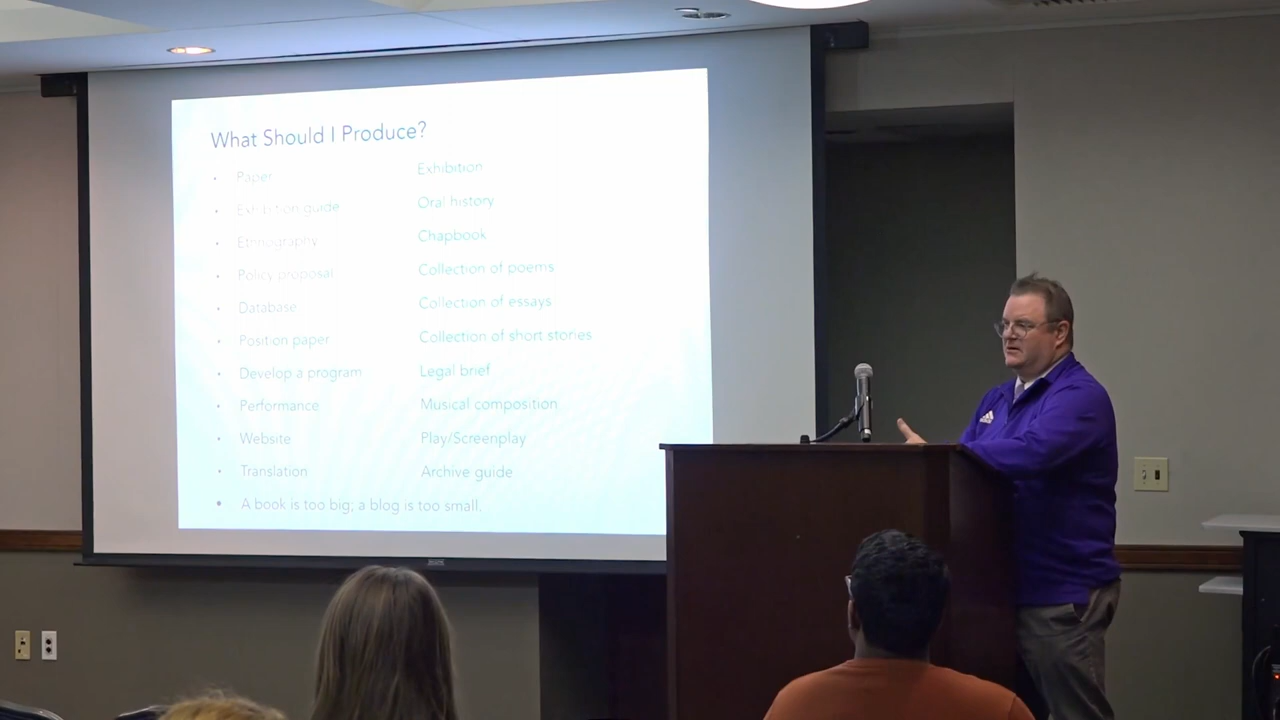 What Should I Produce?
• Paper
• Exhibition guide
• Ethnography
• Policy proposal
• Database
• Position paper
• Develop a program
• Performance
• Website
• Translation
Exhibition
Oral history
Chapbook
Collection of poems
Collection of essays
Collection of short stories
Legal brief
Musical composition
Play/Screenplay
Archive guide
• A book is too big; a blog is too small.